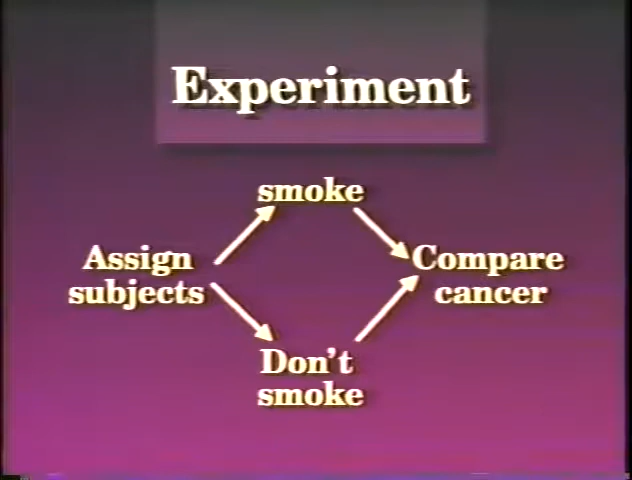 Experiment
smoke
Assign
subjects
Compare
cancer
Don't
smoke